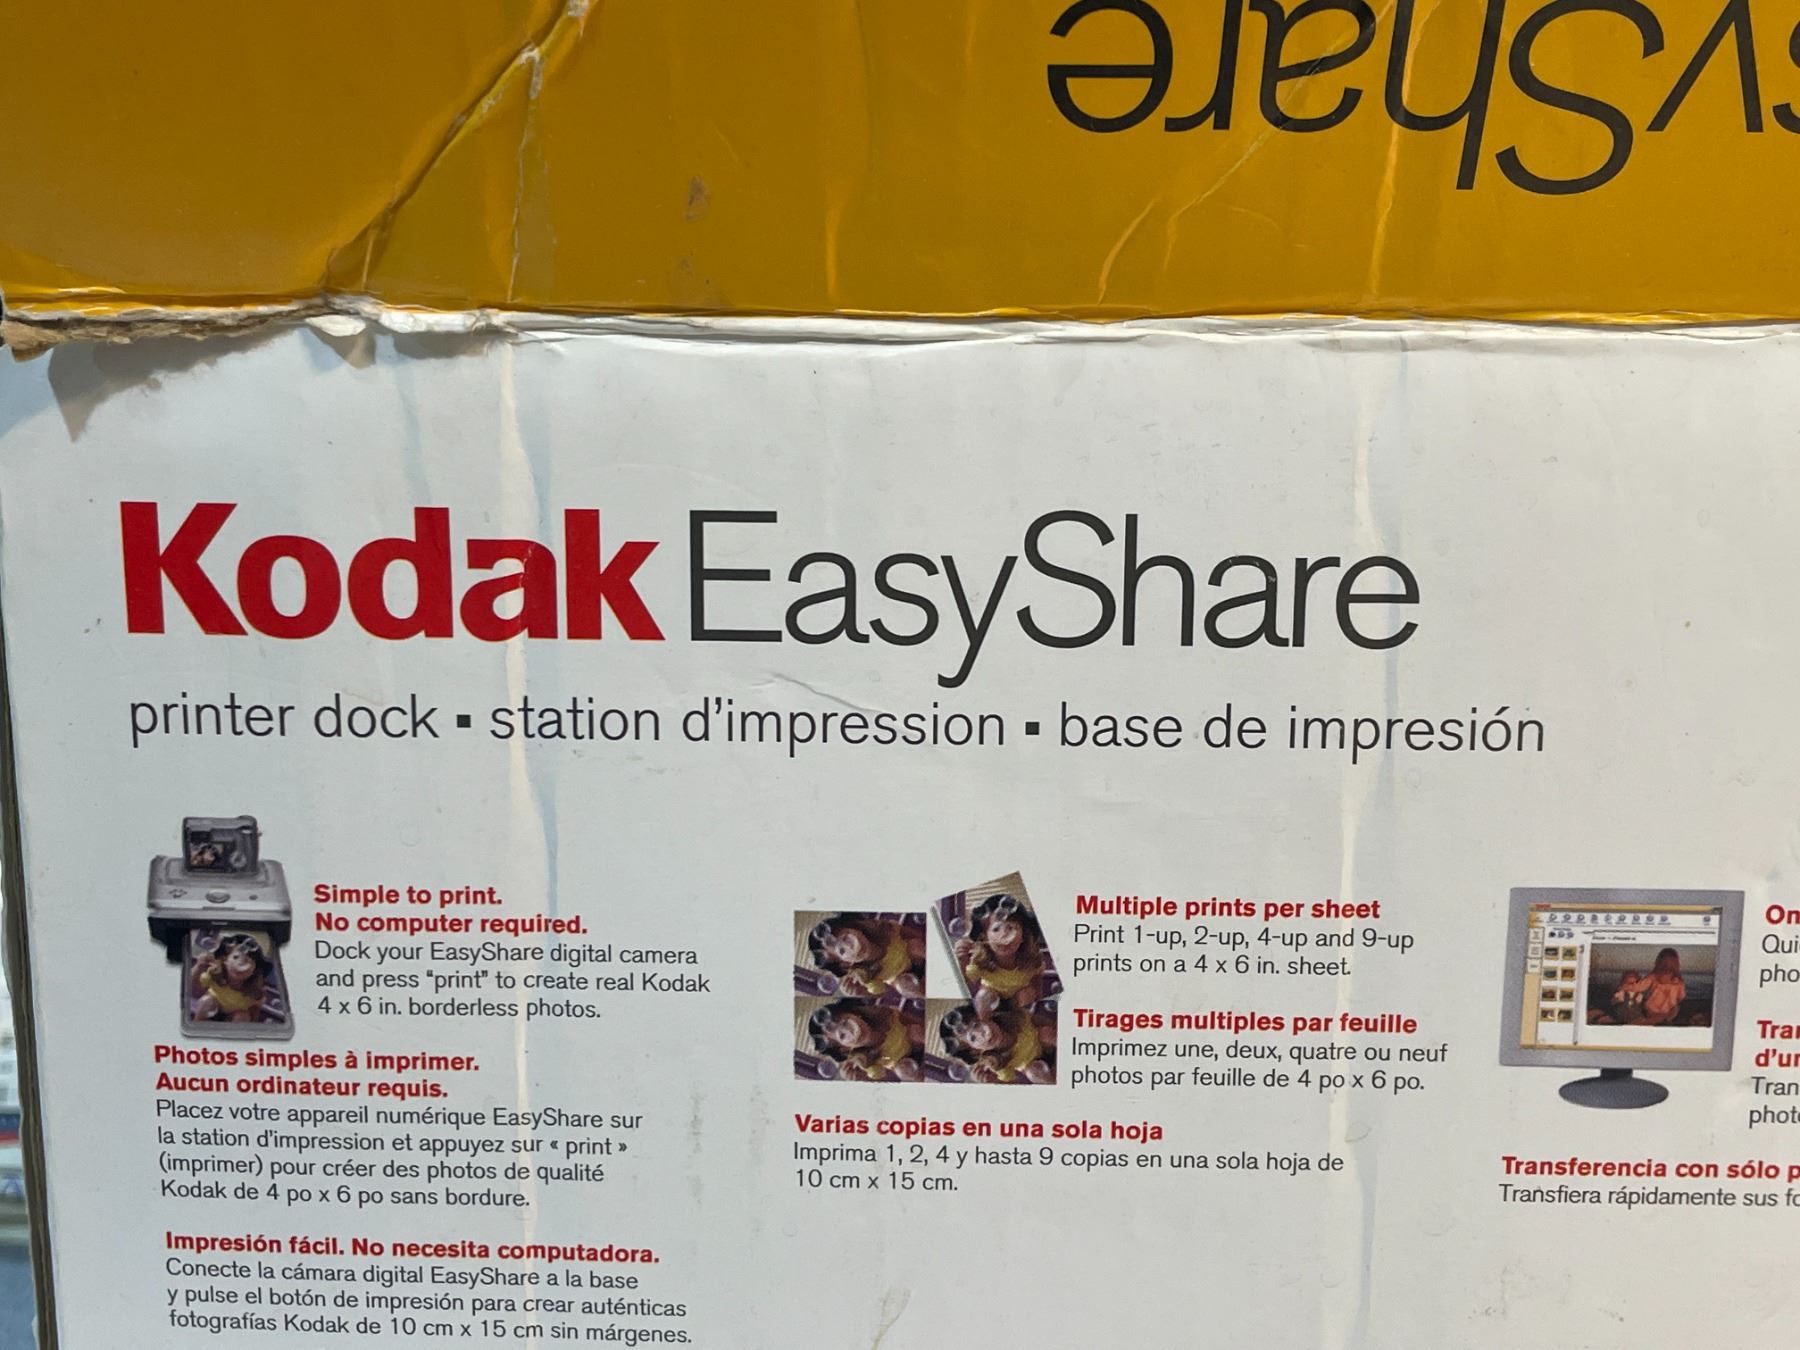 yShare
Kodak EasyShare
printer dock ▪ station d'impression ▪ base de impresión
Simple to print.
No computer required.
Dock your EasyShare digital camera
and press "print" to create real Kodak
4 x 6 in. borderless photos.
Photos simples à imprimer.
Aucun ordinateur requis.
Placez votre appareil numérique EasyShare sur
la station d'impression et appuyez sur « print »
(imprimer) pour créer des photos de qualité
Kodak de 4 po x 6 po sans bordure.
Impresión fácil. No necesita computadora.
Conecte la cámara digital EasyShare a la base
y pulse el botón de impresión para crear auténticas
fotografías Kodak de 10 cm x 15 cm sin márgenes.
Multiple prints per sheet
Print 1-up, 2-up, 4-up and 9-up
prints on a 4 x 6 in. sheet.
Tirages multiples par feuille
Imprimez une, deux, quatre ou neuf
photos par feuille de 4 po x 6 po.
Varias copias en una sola hoja
Imprima 1, 2, 4 y hasta 9 copias en una sola hoja de
10 cm x 15 cm.
On
Qui
pho
Tra
d'u
Tran
phot
Transferencia con sólo p
Transfiera rápidamente sus fo